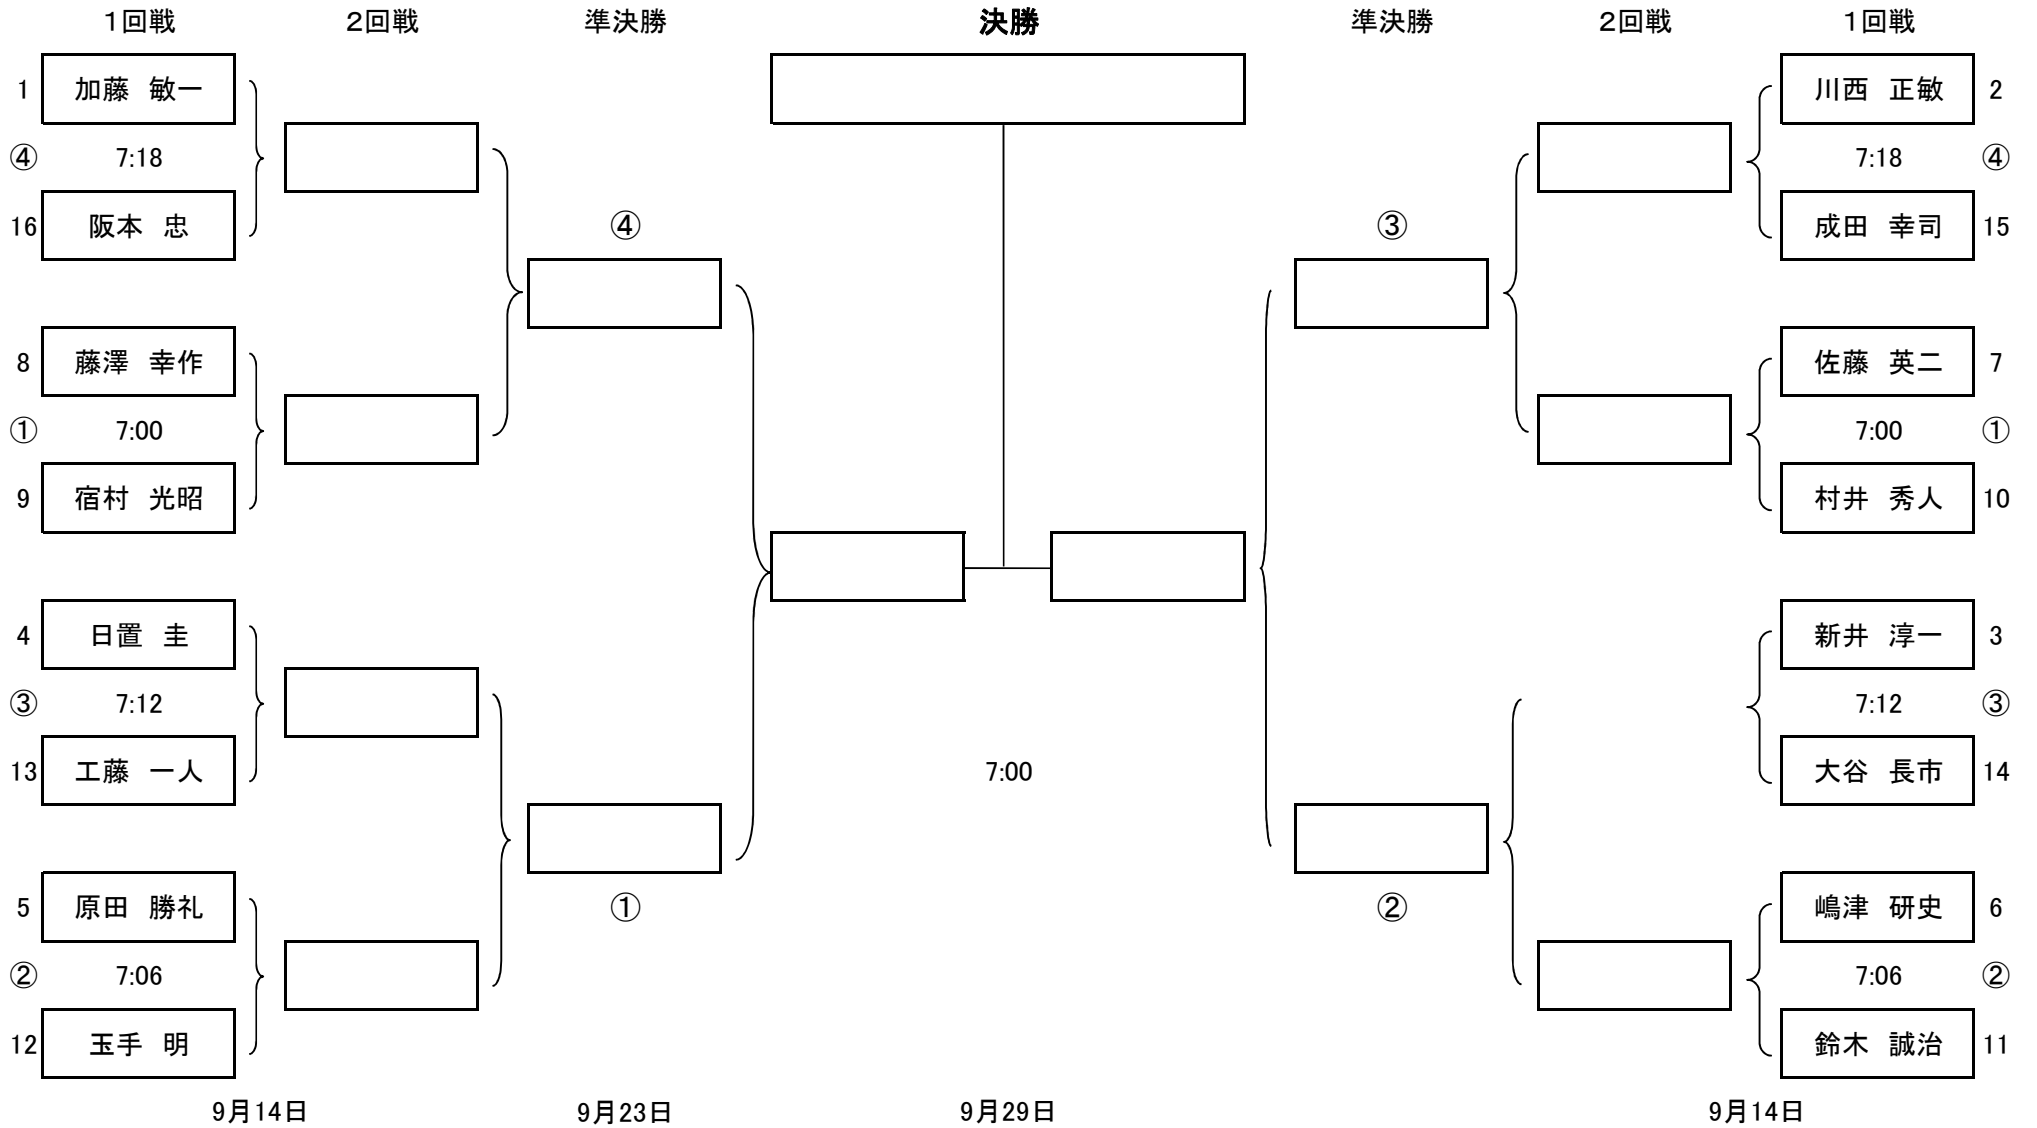 １回戦 ２回戦 準決勝 決勝 準決勝 ２回戦 １回戦
1 加藤　敏一 川西　正敏 2
④ 7:18 7:18 ④
16 阪本　忠 ④ ③ 成田　幸司 15
8 藤澤　幸作 佐藤　英二 7
① 7:00 7:00 ①
9 宿村　光昭 村井　秀人 10
4 日置　圭 新井　淳一 3
③ 7:12 7:12 ③
13 工藤　一人 7:00 大谷　長市 14
5 原田　勝礼 ① ② 嶋津　研史 6
② 7:06 7:06 ②
12 玉手　明 鈴木　誠治 11
9月14日 9月23日 9月29日 9月14日